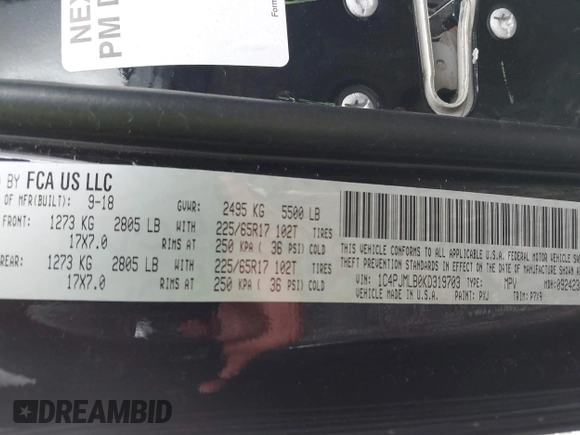 NEX
PM D
Form
BY FCA US LLC
OF MFR(BUILT): 9-18 GVWR: 2495 KG 5500 LB
FRONT: 1273 KG 2805 LB WITH 225/65R17 102T TIRES
17X7.0 RIMS AT 250 KPA ( 36 PSI) COLD
REAR: 1273 KG 2805 LB WITH 225/65R17 102T TIRES
17X7.0 RIMS AT 250 KPA ( 36 PSI) COLD
THIS VEHICLE CONFORMS TO ALL APPLICABLE U.S.A. FEDERAL MOTOR VEHICLE
THEFT PREVENTION STANDARDS IN EFFECT ON THE DATE OF MANUFACTURE SHOWN
VIN: 1C4PJMLB0KD319703 TYPE: MPV MDH: 09242
VEHICLE MADE IN U.S.A. PAINT: PXJ TRIM: P7X9
DREAMBID